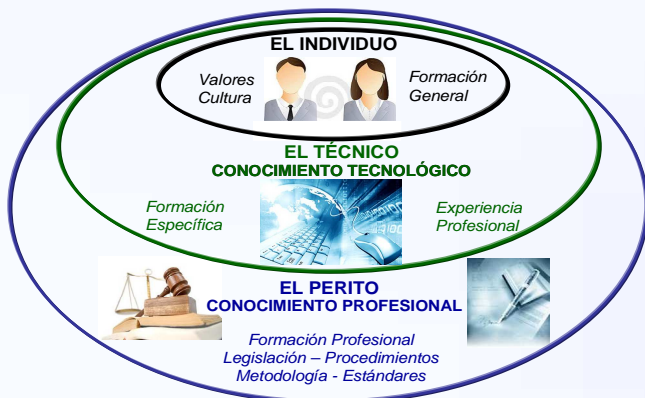 EL INDIVIDUO
Valores
Cultura
Formación
General
EL TÉCNICO
CONOCIMIENTO TECNOLÓGICO
Formación
Específica
Experiencia
Profesional
EL PERITO
CONOCIMIENTO PROFESIONAL
Formación Profesional
Legislación – Procedimientos
Metodología - Estándares